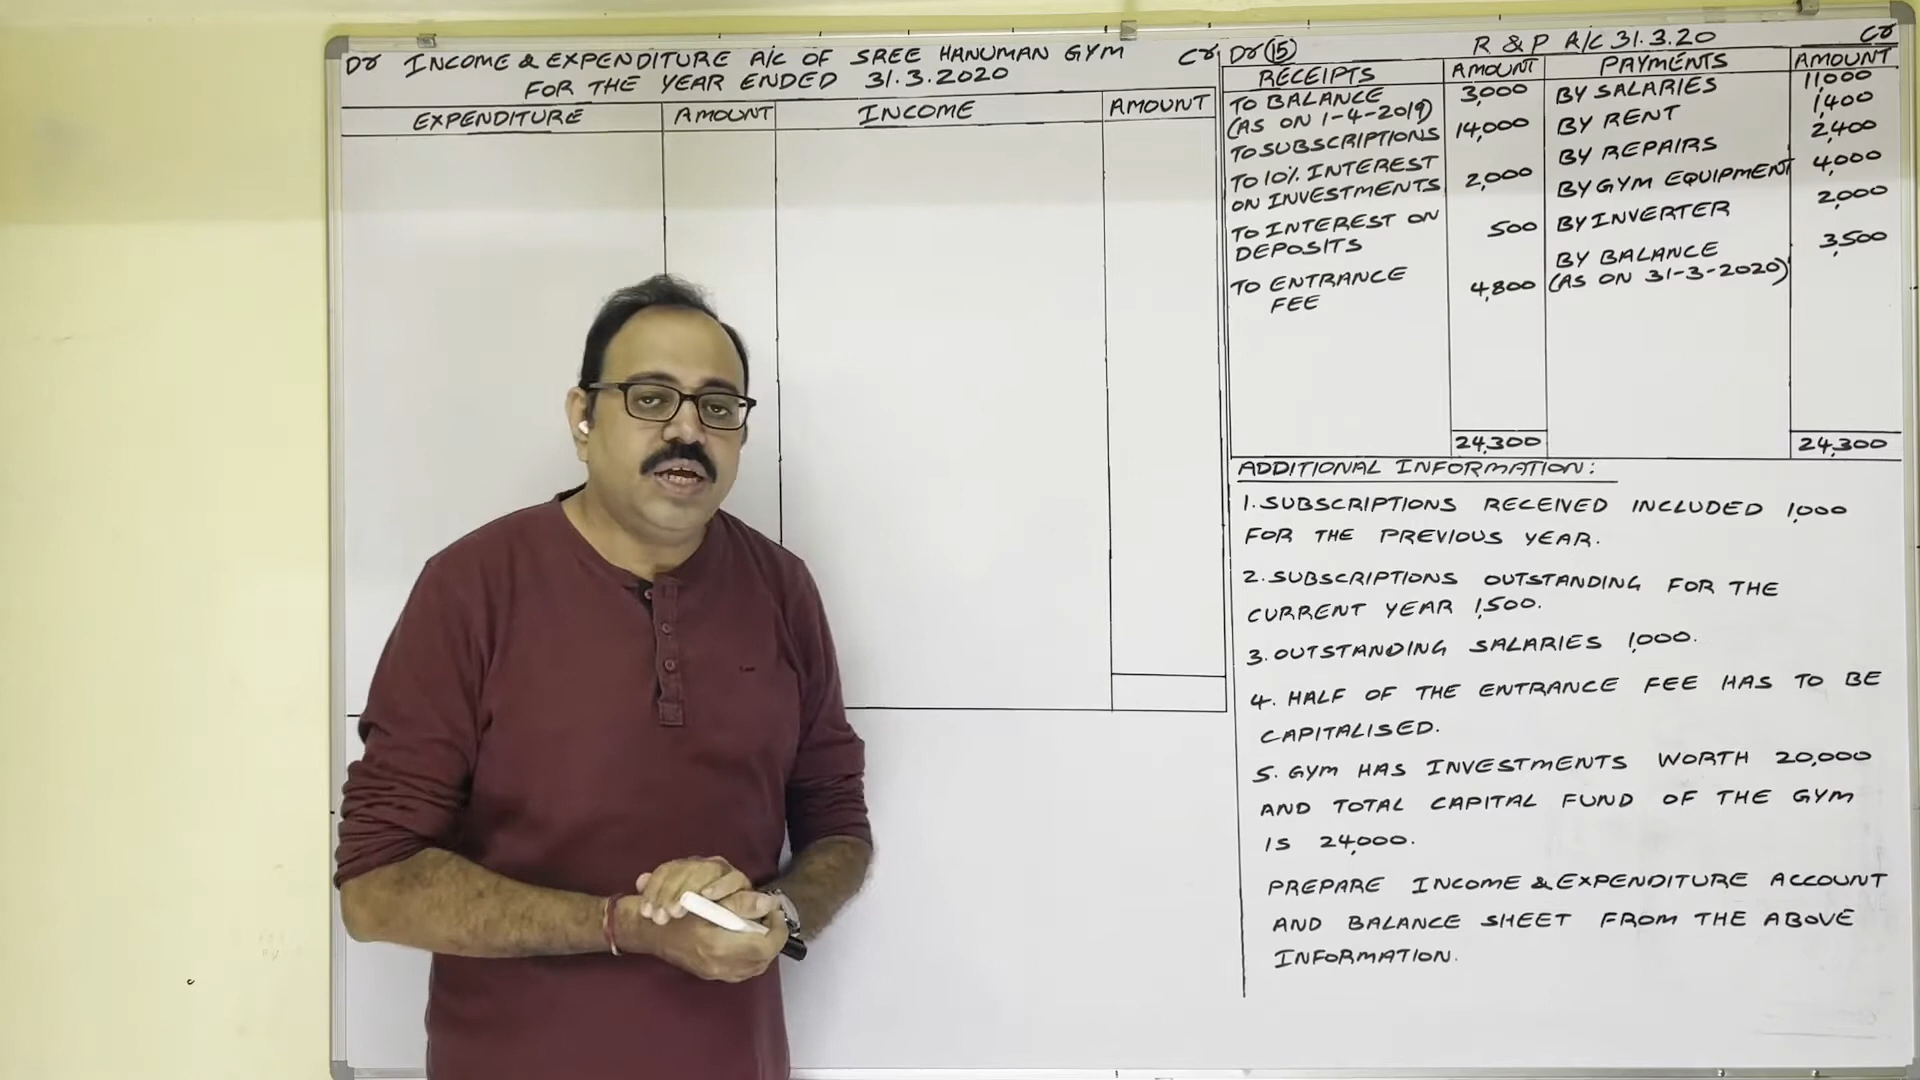 Dr INCOME & EXPENDITURE A/C OF SREE HANUMAN GYM Cr
FOR THE YEAR ENDED 31.3.2020
EXPENDITURE AMOUNT INCOME AMOUNT
Dr 15 R & P A/C 31.3.20 Cr
RECEIPTS AMOUNT PAYMENTS AMOUNT
TO BALANCE 3,000 BY SALARIES 11,000
(AS ON 1-4-2019) BY RENT 1,400
TO SUBSCRIPTIONS 14,000 BY REPAIRS 2,400
TO 10% INTEREST BY GYM EQUIPMENT 4,000
ON INVESTMENTS 2,000 BY INVERTER 2,000
TO INTEREST ON 500 BY BALANCE 3,500
DEPOSITS (AS ON 31-3-2020)
TO ENTRANCE 4,800
FEE
24,300 24,300
ADDITIONAL INFORMATION:
1. SUBSCRIPTIONS RECEIVED INCLUDED 1,000
FOR THE PREVIOUS YEAR.
2. SUBSCRIPTIONS OUTSTANDING FOR THE
CURRENT YEAR 1,500.
3. OUTSTANDING SALARIES 1,000.
4. HALF OF THE ENTRANCE FEE HAS TO BE
CAPITALISED.
5. GYM HAS INVESTMENTS WORTH 20,000
AND TOTAL CAPITAL FUND OF THE GYM
IS 24,000.
PREPARE INCOME & EXPENDITURE ACCOUNT
AND BALANCE SHEET FROM THE ABOVE
INFORMATION.